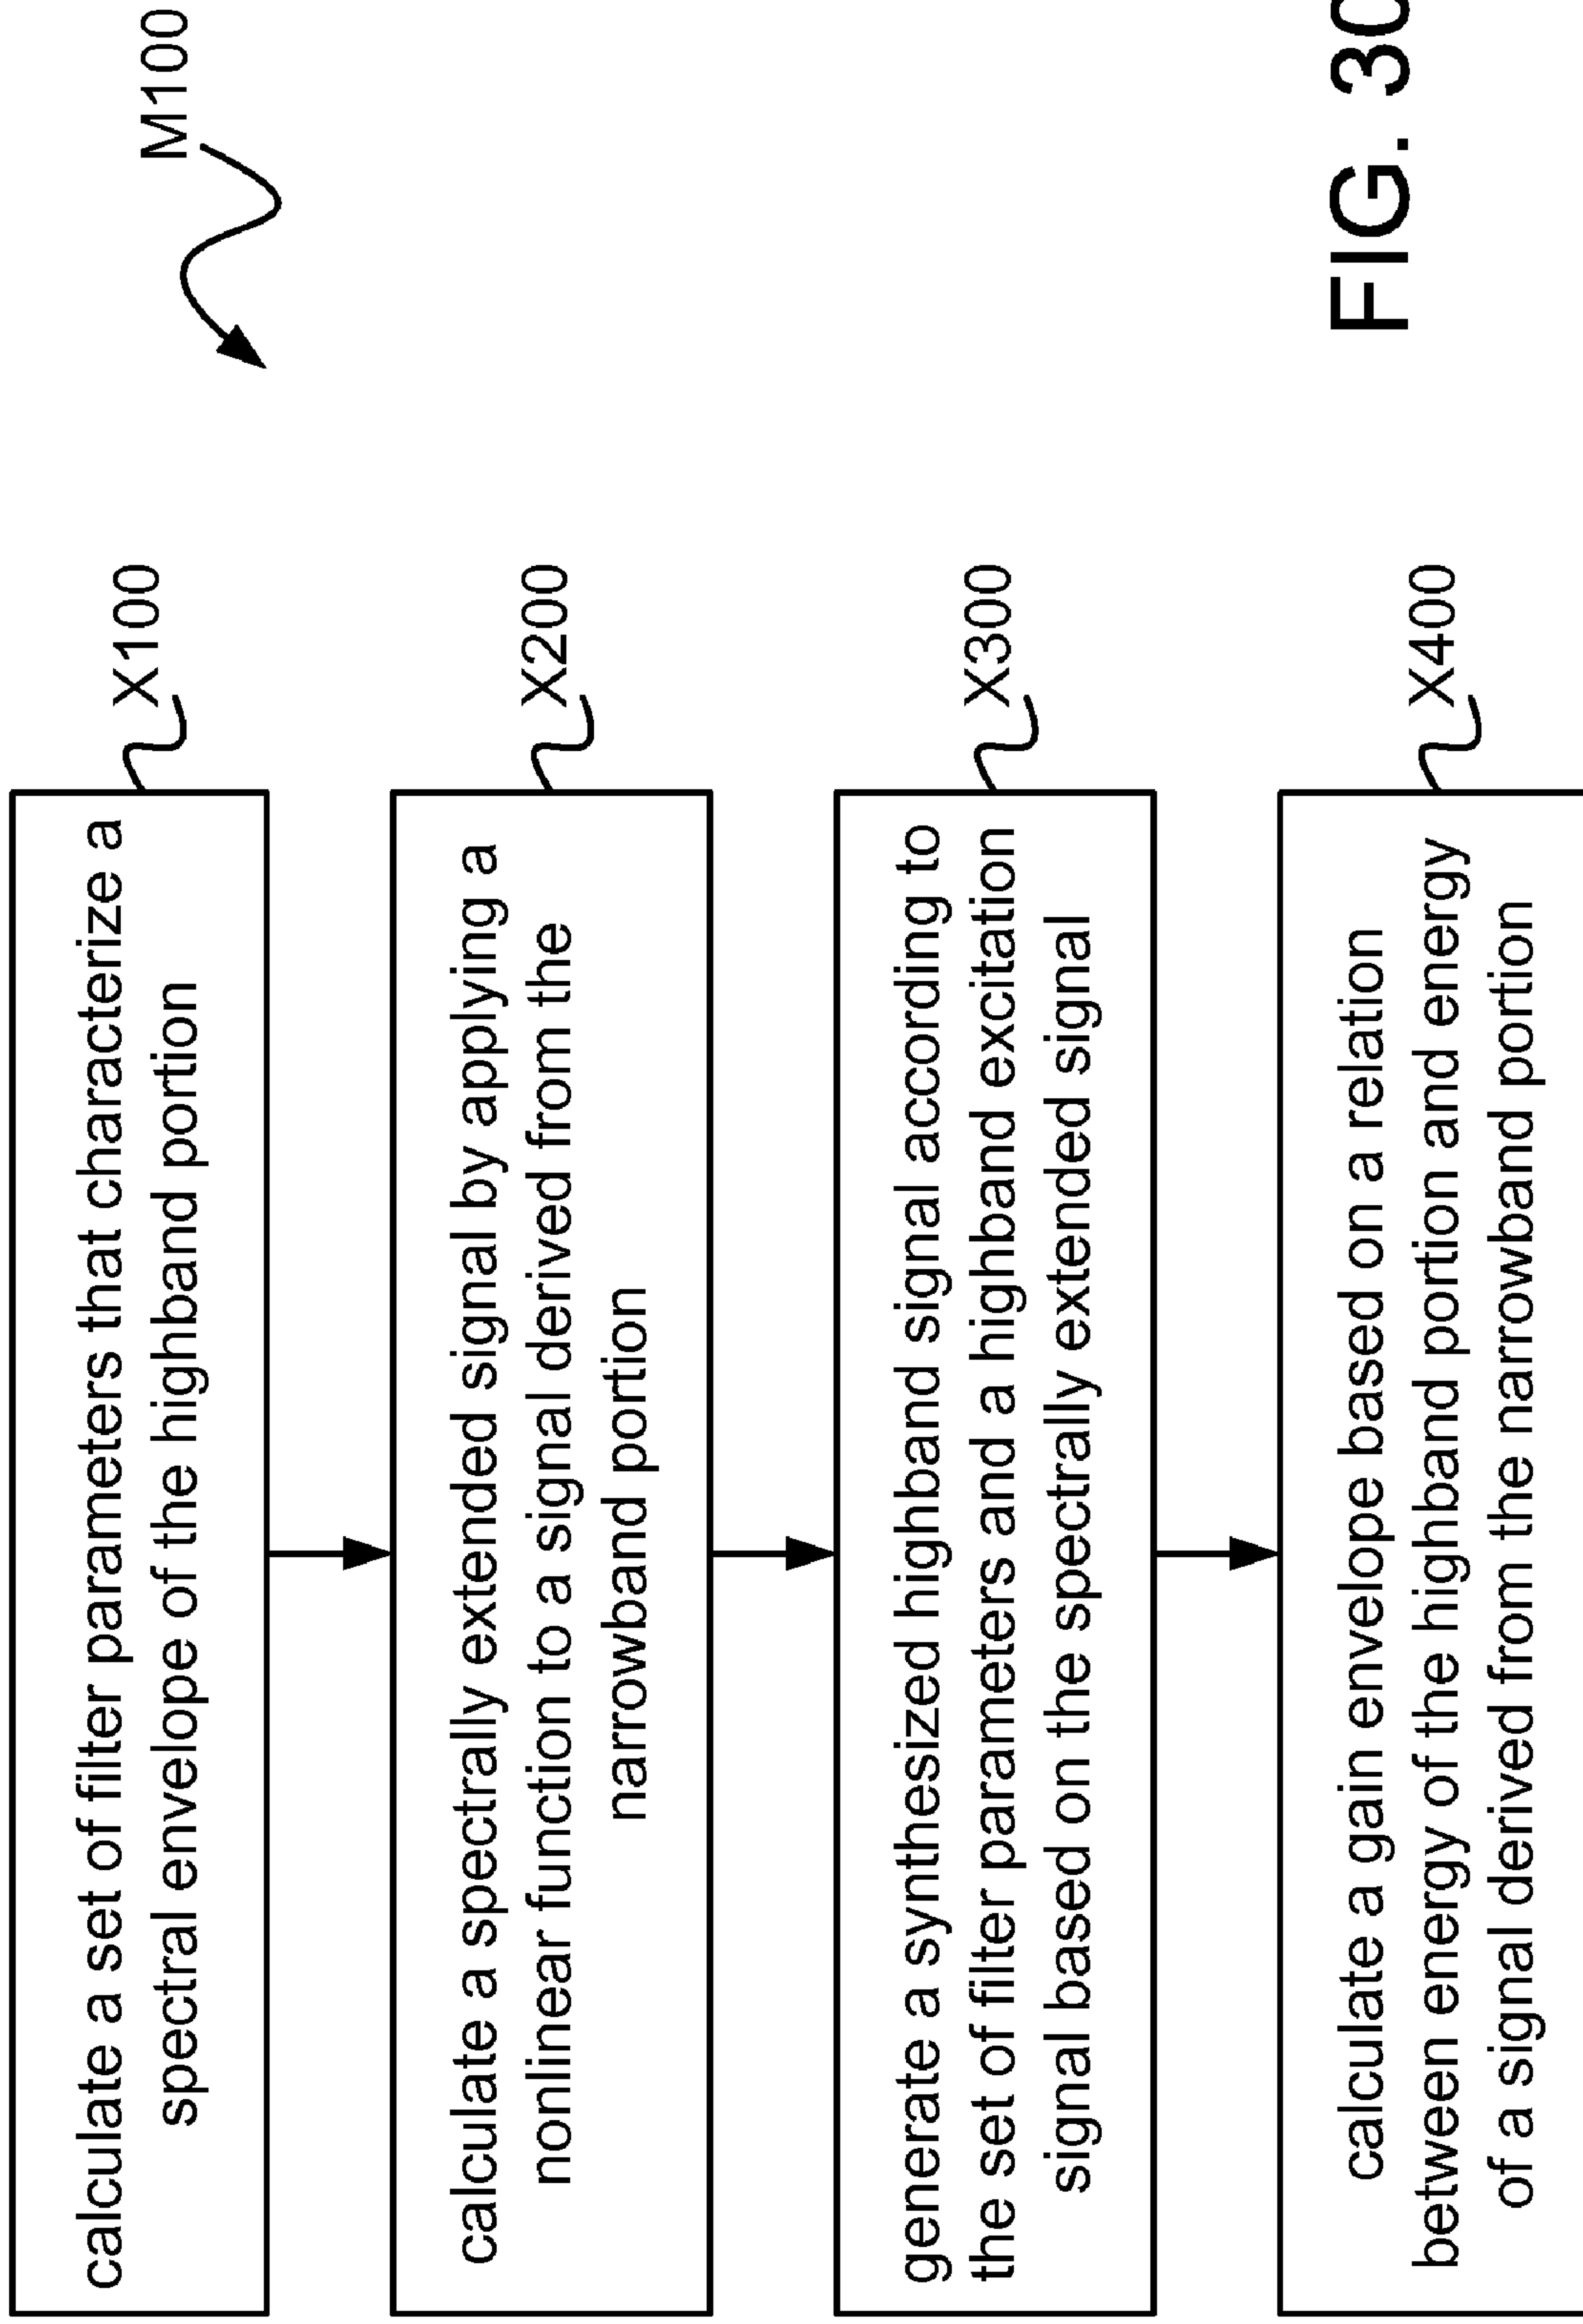 M100
calculate a set of filter parameters that characterize a
spectral envelope of the highband portion
X100
calculate a spectrally extended signal by applying a
nonlinear function to a signal derived from the
narrowband portion
X200
generate a synthesized highband signal according to
the set of filter parameters and a highband excitation
signal based on the spectrally extended signal
X300
calculate a gain envelope based on a relation
between energy of the highband portion and energy
of a signal derived from the narrowband portion
X400
FIG. 30